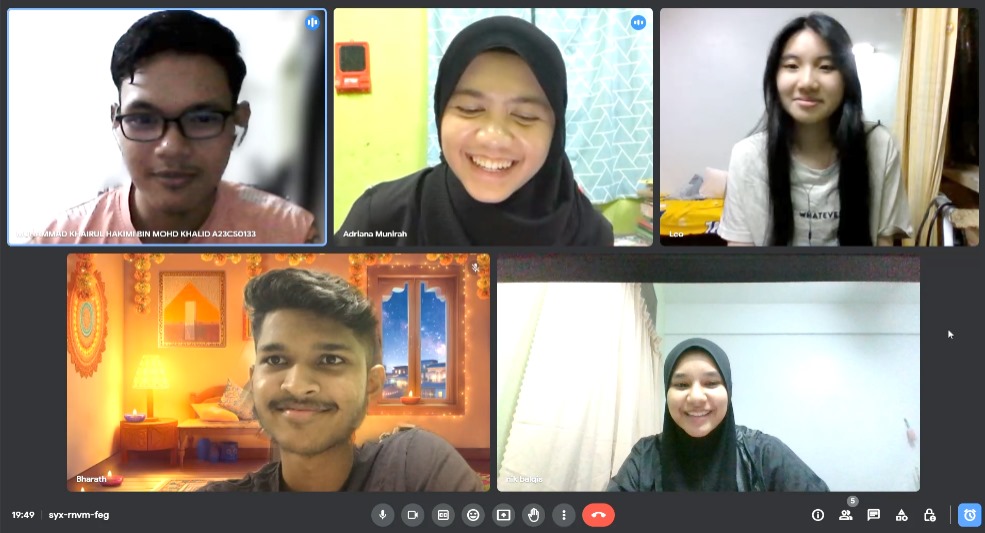 MUHAMMAD KHAIRUL HAKIMI BIN MOHD KHALID A23CS0133
Adriana Munirah
WHATEVER
Leo
Bharath
nik balqis
5
19:49 | syx-rnvm-feg
CC